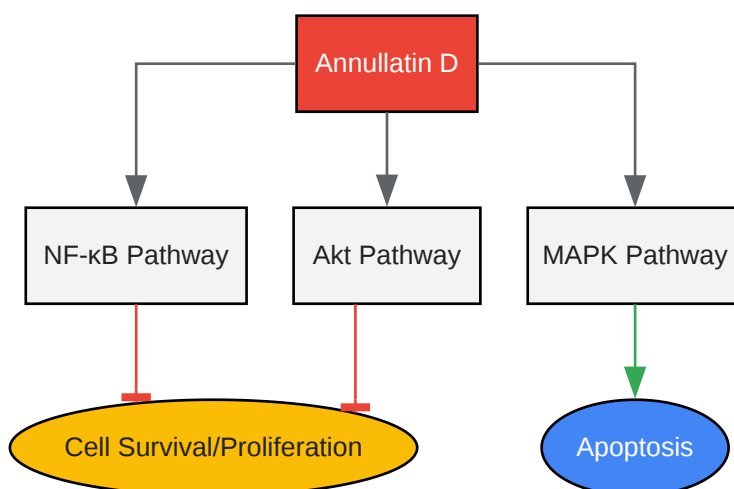 Annullatin D
NF-κB Pathway
Akt Pathway
MAPK Pathway
Cell Survival/Proliferation
Apoptosis